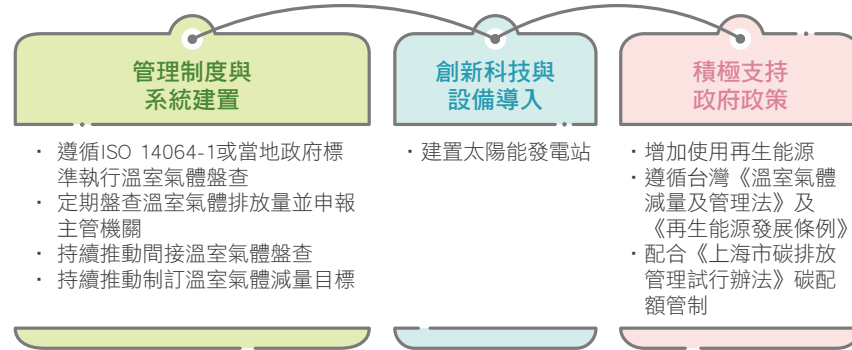 管理制度與
系統建置
· 遵循ISO 14064-1或當地政府標
準執行溫室氣體盤查
· 定期盤查溫室氣體排放量並申報
主管機關
· 持續推動間接溫室氣體盤查
· 持續推動制訂溫室氣體減量目標
創新科技與
設備導入
· 建置太陽能發電站
積極支持
政府政策
· 增加使用再生能源
· 遵循台灣《溫室氣體
減量及管理法》及
《再生能源發展條例》
· 配合《上海市碳排放
管理試行辦法》碳配
額管制